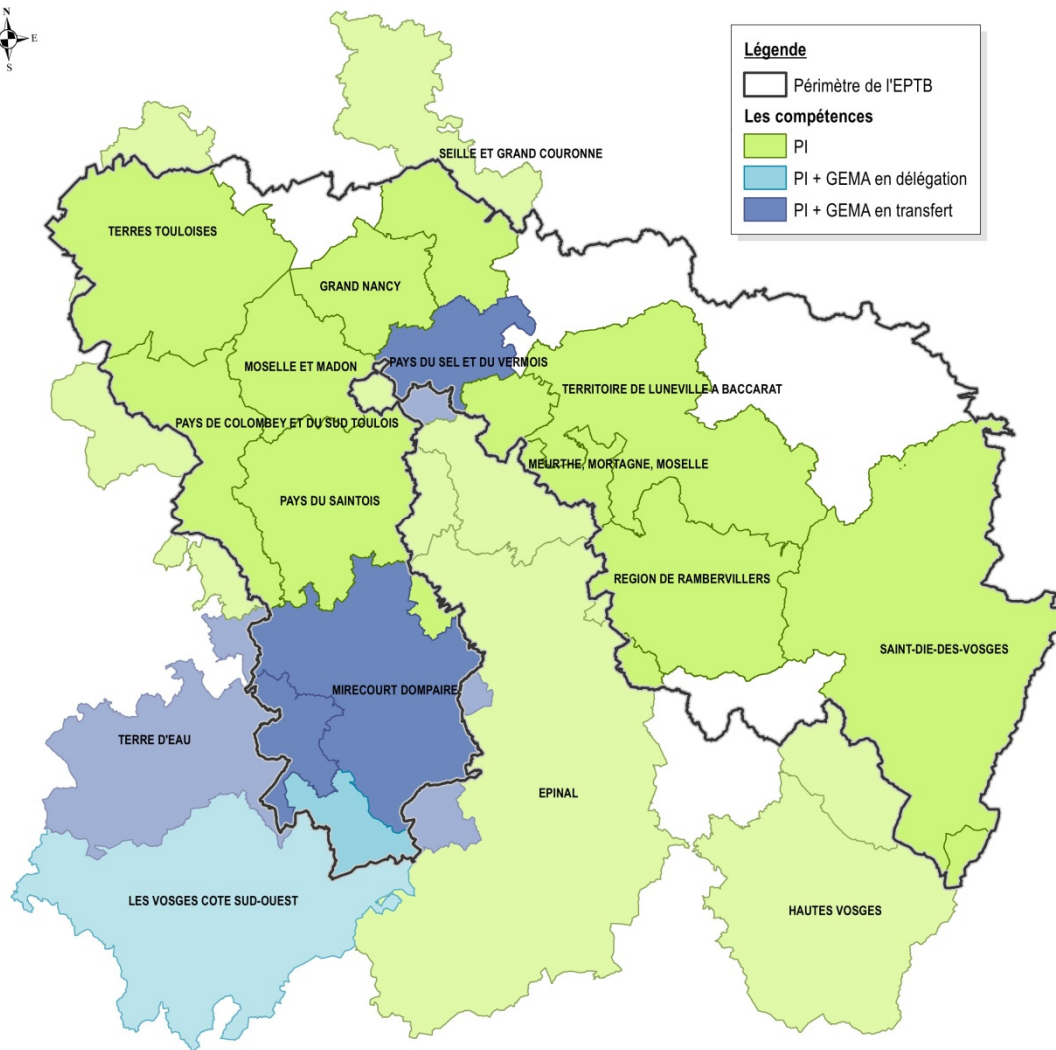 N
E
S
Légende
Périmètre de l'EPTB
Les compétences
PI
PI + GEMA en délégation
PI + GEMA en transfert
SEILLE ET GRAND COURONNE
TERRES TOULOISES
GRAND NANCY
MOSELLE ET MADON
PAYS DU SEL ET DU VERMOIS
TERRITOIRE DE LUNEVILLE A BACCARAT
PAYS DE COLOMBEY ET DU SUD TOULOIS
MEURTHE, MORTAGNE, MOSELLE
PAYS DU SAINTOIS
REGION DE RAMBERVILLERS
SAINT-DIE-DES-VOSGES
MIRECOURT DOMPAIRE
TERRE D'EAU
EPINAL
LES VOSGES COTE SUD-OUEST
HAUTES VOSGES